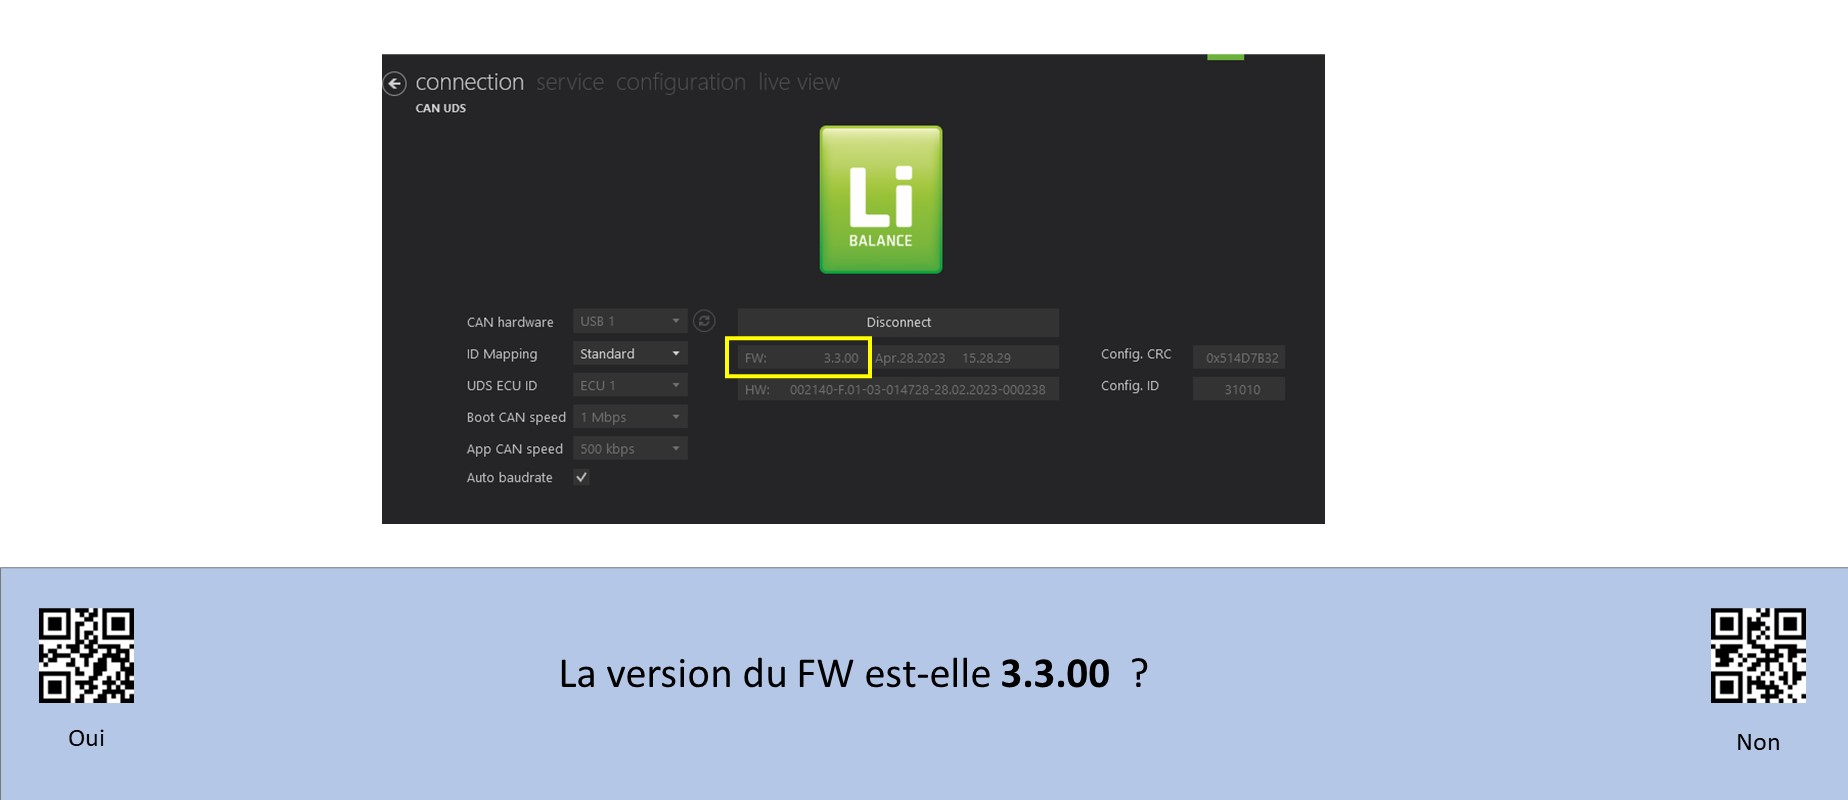 connection service configuration live view
CAN UDS
Li
BALANCE
CAN hardware USB 1 Disconnect
ID Mapping Standard FW: 3.3.00 Apr.28.2023 15.28.29 Config. CRC 0x514D7B32
UDS ECU ID ECU 1 HW: 002140-F.01-03-014728-28.02.2023-000238 Config. ID 31010
Boot CAN speed 1 Mbps
App CAN speed 500 kbps
Auto baudrate
La version du FW est-elle 3.3.00 ?
Oui
Non